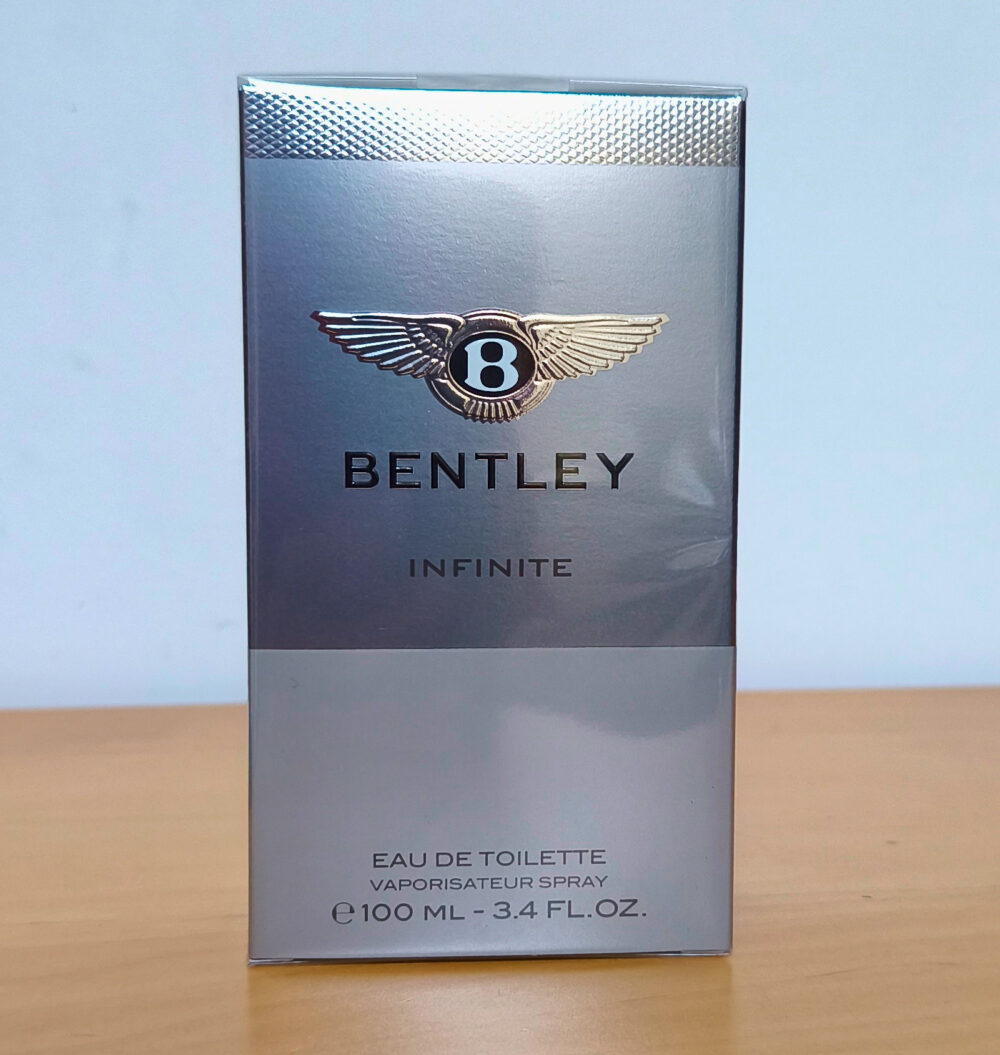 B
BENTLEY
INFINITE
EAU DE TOILETTE
VAPORISATEUR SPRAY
℮100 ML - 3.4 FL.OZ.